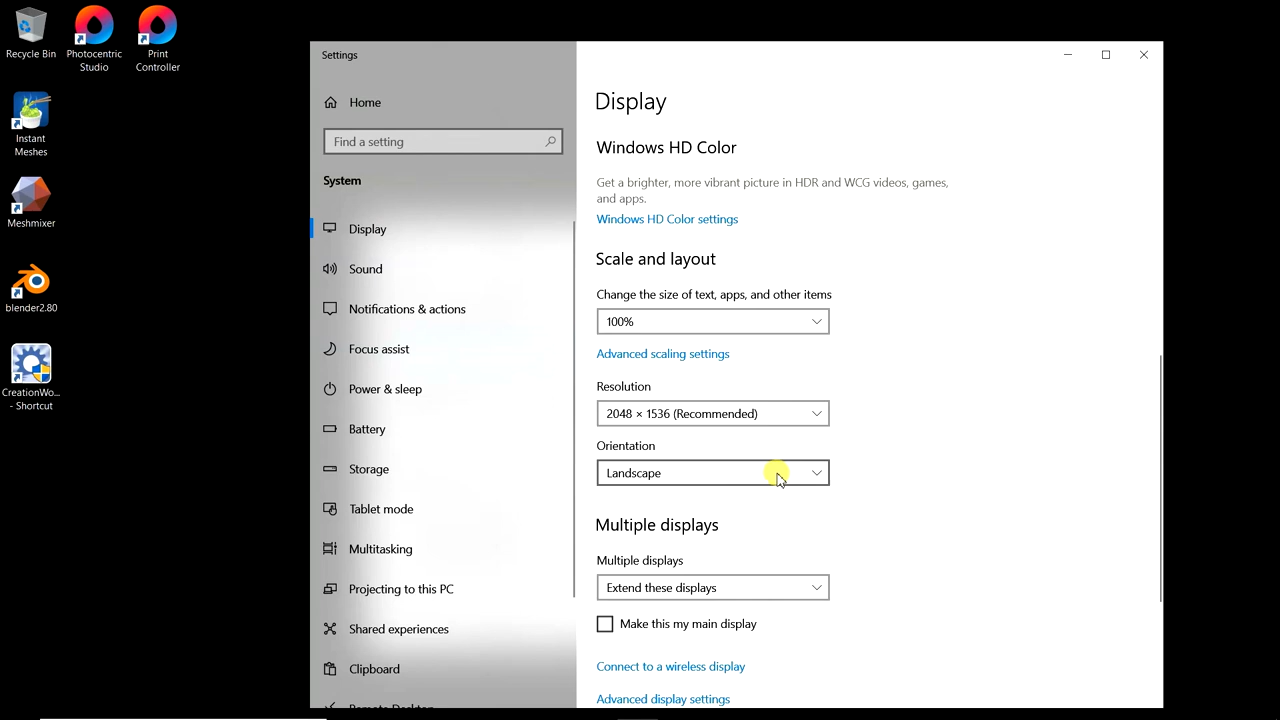 Recycle Bin
Photocentric
Studio
Print
Controller
Instant
Meshes
Meshmixer
blender2.80
CreationWo...
- Shortcut
Settings
Home
Find a setting
System
Display
Sound
Notifications & actions
Focus assist
Power & sleep
Battery
Storage
Tablet mode
Multitasking
Projecting to this PC
Shared experiences
Clipboard
Remote Desktop
Display
Windows HD Color
Get a brighter, more vibrant picture in HDR and WCG videos, games,
and apps.
Windows HD Color settings
Scale and layout
Change the size of text, apps, and other items
100%
Advanced scaling settings
Resolution
2048 × 1536 (Recommended)
Orientation
Landscape
Multiple displays
Multiple displays
Extend these displays
Make this my main display
Connect to a wireless display
Advanced display settings